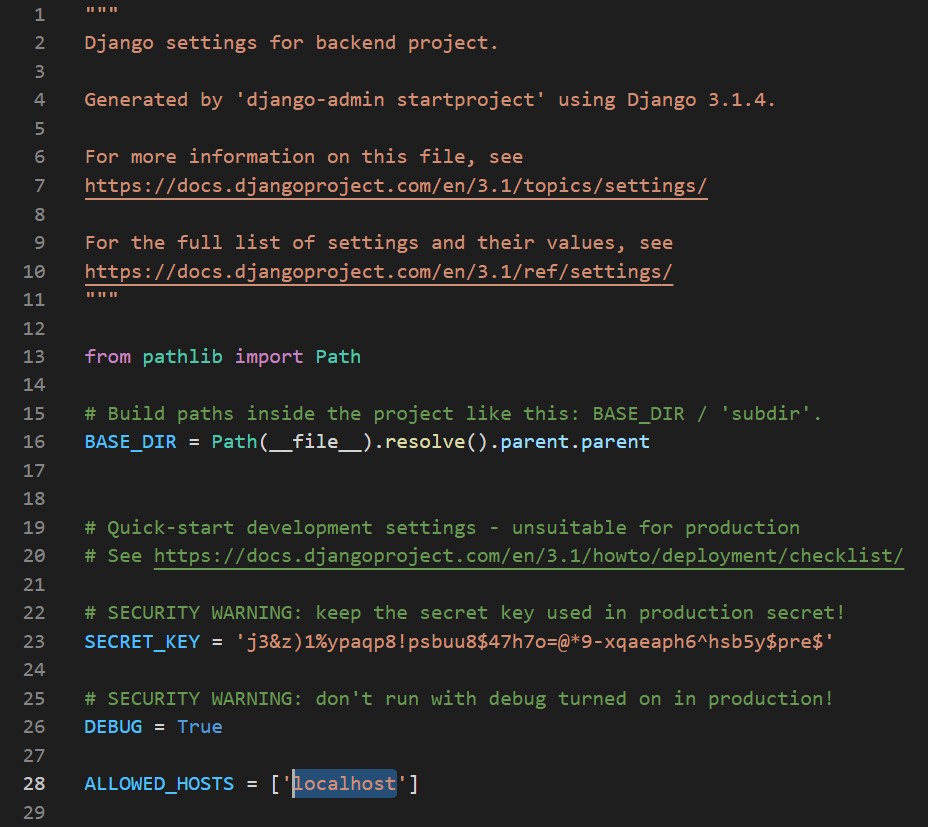 1 """
2 Django settings for backend project.
3
4 Generated by 'django-admin startproject' using Django 3.1.4.
5
6 For more information on this file, see
7 https://docs.djangoproject.com/en/3.1/topics/settings/
8
9 For the full list of settings and their values, see
10 https://docs.djangoproject.com/en/3.1/ref/settings/
11 """
12
13 from pathlib import Path
14
15 # Build paths inside the project like this: BASE_DIR / 'subdir'.
16 BASE_DIR = Path(__file__).resolve().parent.parent
17
18
19 # Quick-start development settings - unsuitable for production
20 # See https://docs.djangoproject.com/en/3.1/howto/deployment/checklist/
21
22 # SECURITY WARNING: keep the secret key used in production secret!
23 SECRET_KEY = 'j3&z)1%ypaqp8!psbuu8$47h7o=@*9-xqaeaph6^hsb5y$pre$'
24
25 # SECURITY WARNING: don't run with debug turned on in production!
26 DEBUG = True
27
28 ALLOWED_HOSTS = ['localhost']
29